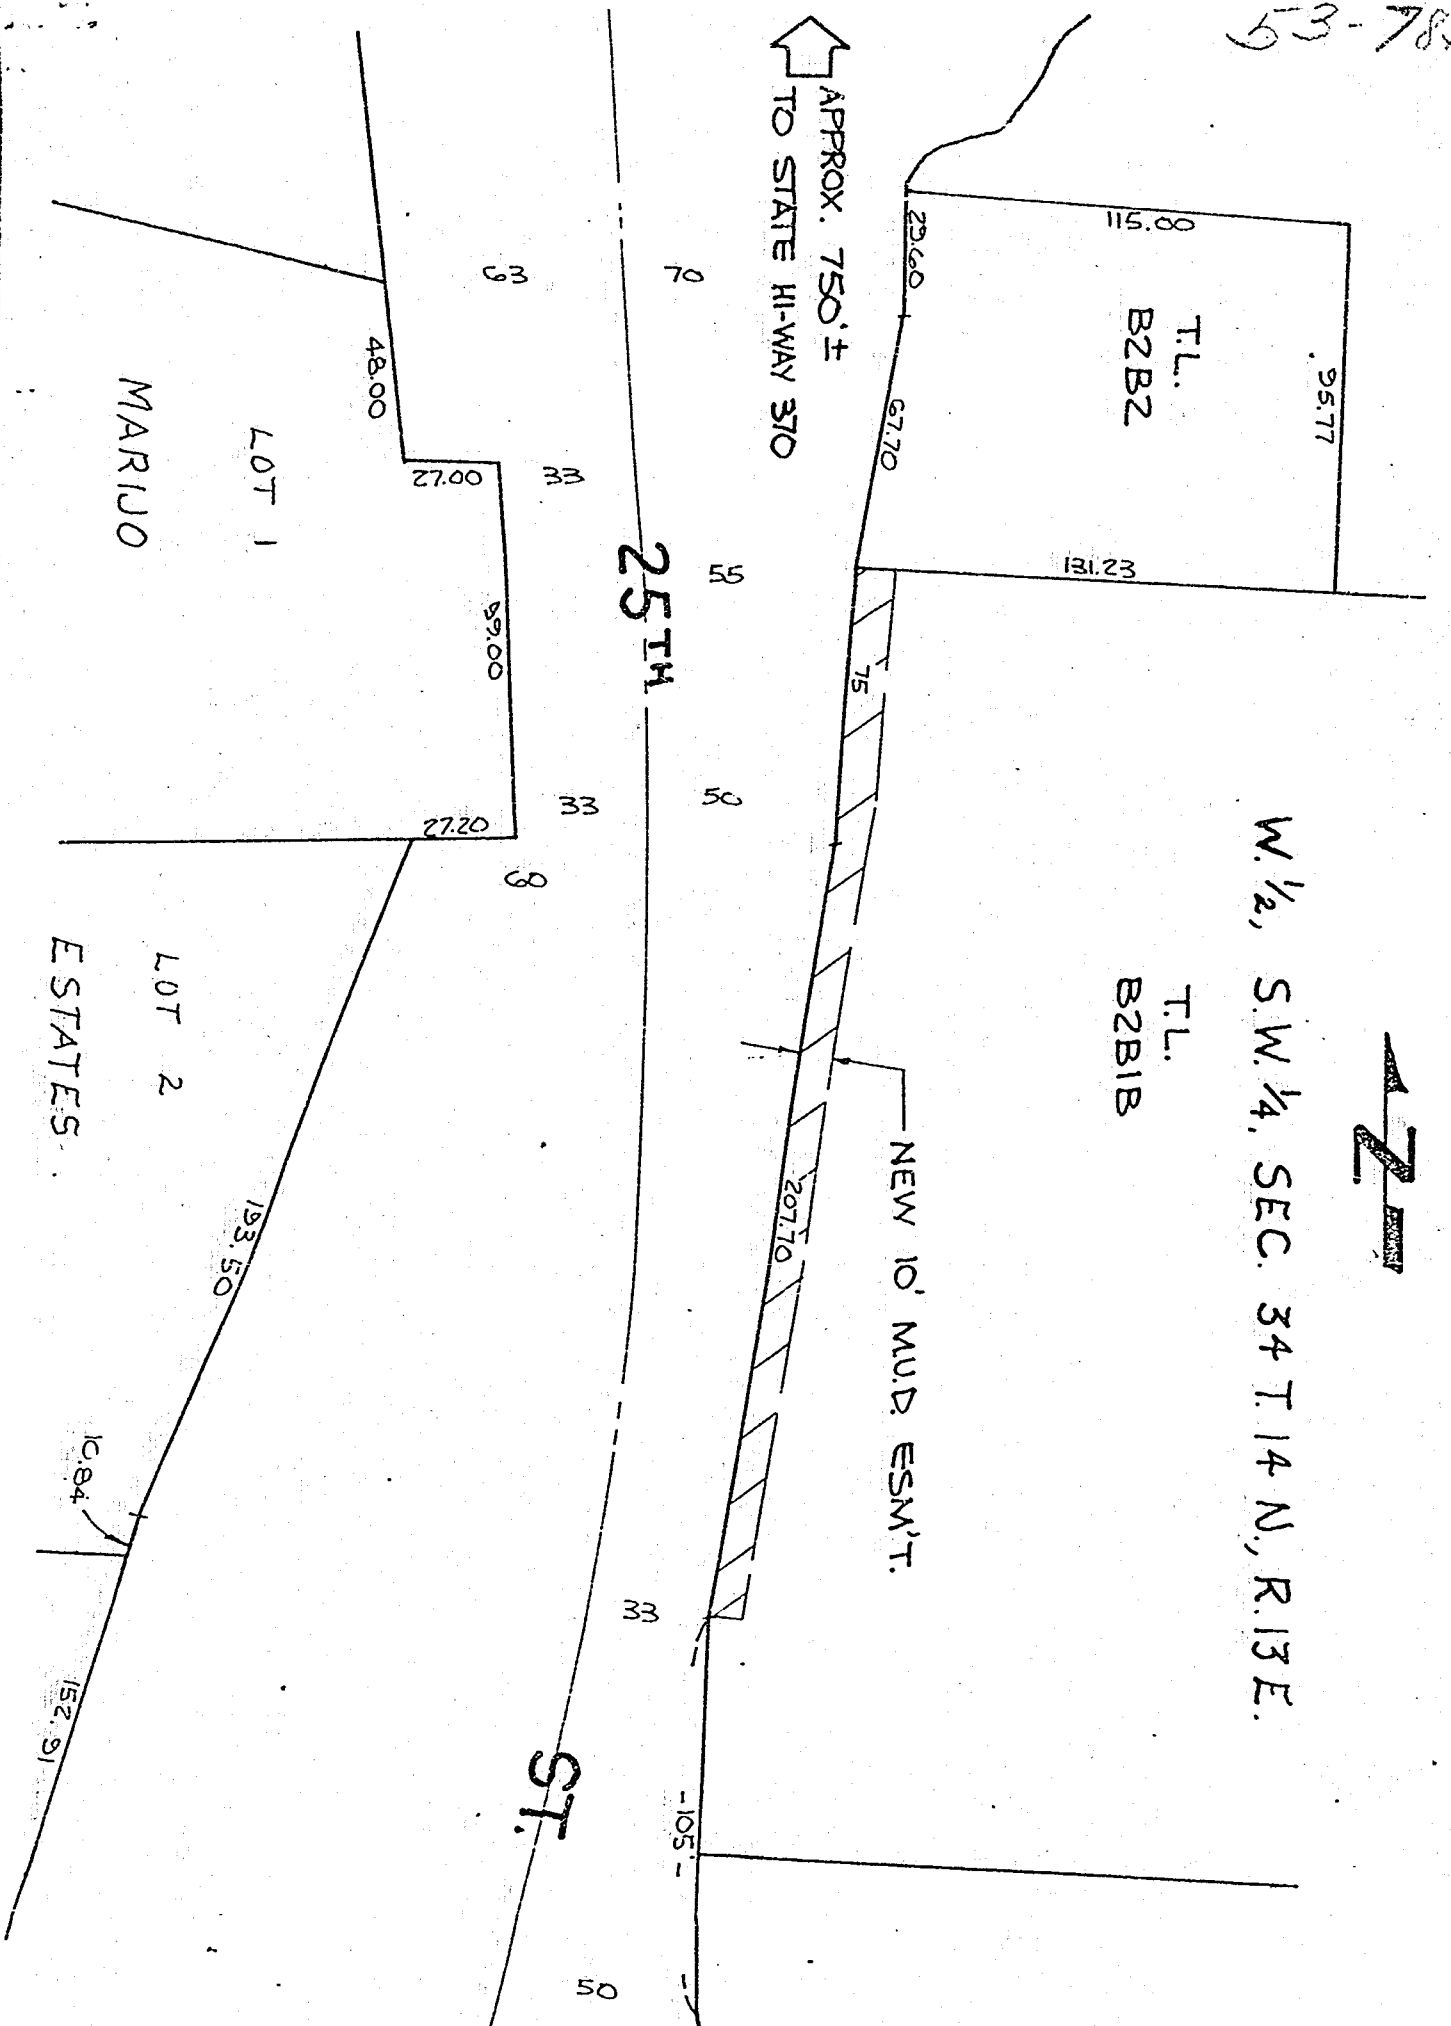 53-78
APPROX. 750'±
TO STATE HI-WAY 370
115.00
29.60
T.L.
B2B2
95.77
67.70
131.23
63
70
48.00
LOT 1
MARIJO
27.00
33
99.00
25TH
55
75
33
50
27.20
60
W. 1/2, S.W. 1/4, SEC. 34 T. 14 N., R. 13 E.
T.L.
B2B1B
N
NEW 10' M.U.D. ESM'T.
207.70
LOT 2
ESTATES
193.50
10.84
152.91
33
ST.
-105'-
50